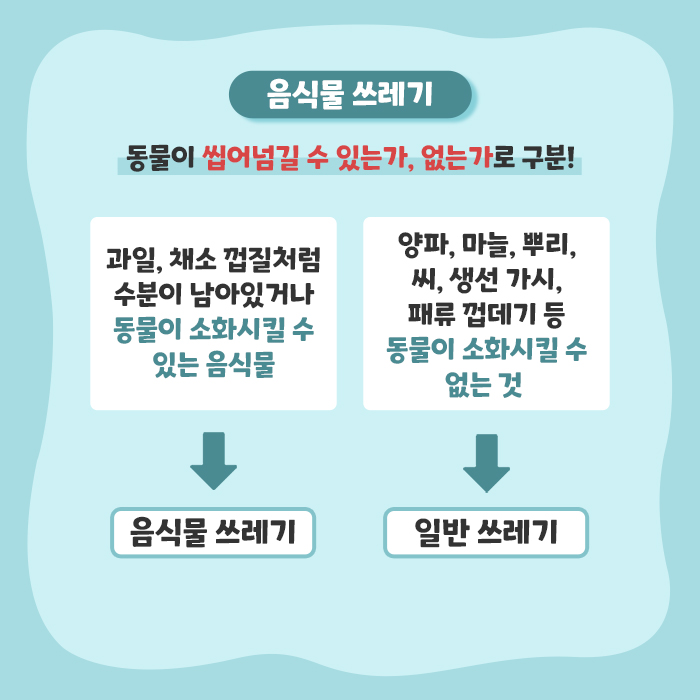 음식물 쓰레기
동물이 씹어넘길 수 있는가, 없는가로 구분!
과일, 채소 껍질처럼
수분이 남아있거나
동물이 소화시킬 수
있는 음식물
양파, 마늘, 뿌리,
씨, 생선 가시,
패류 껍데기 등
동물이 소화시킬 수
없는 것
음식물 쓰레기
일반 쓰레기